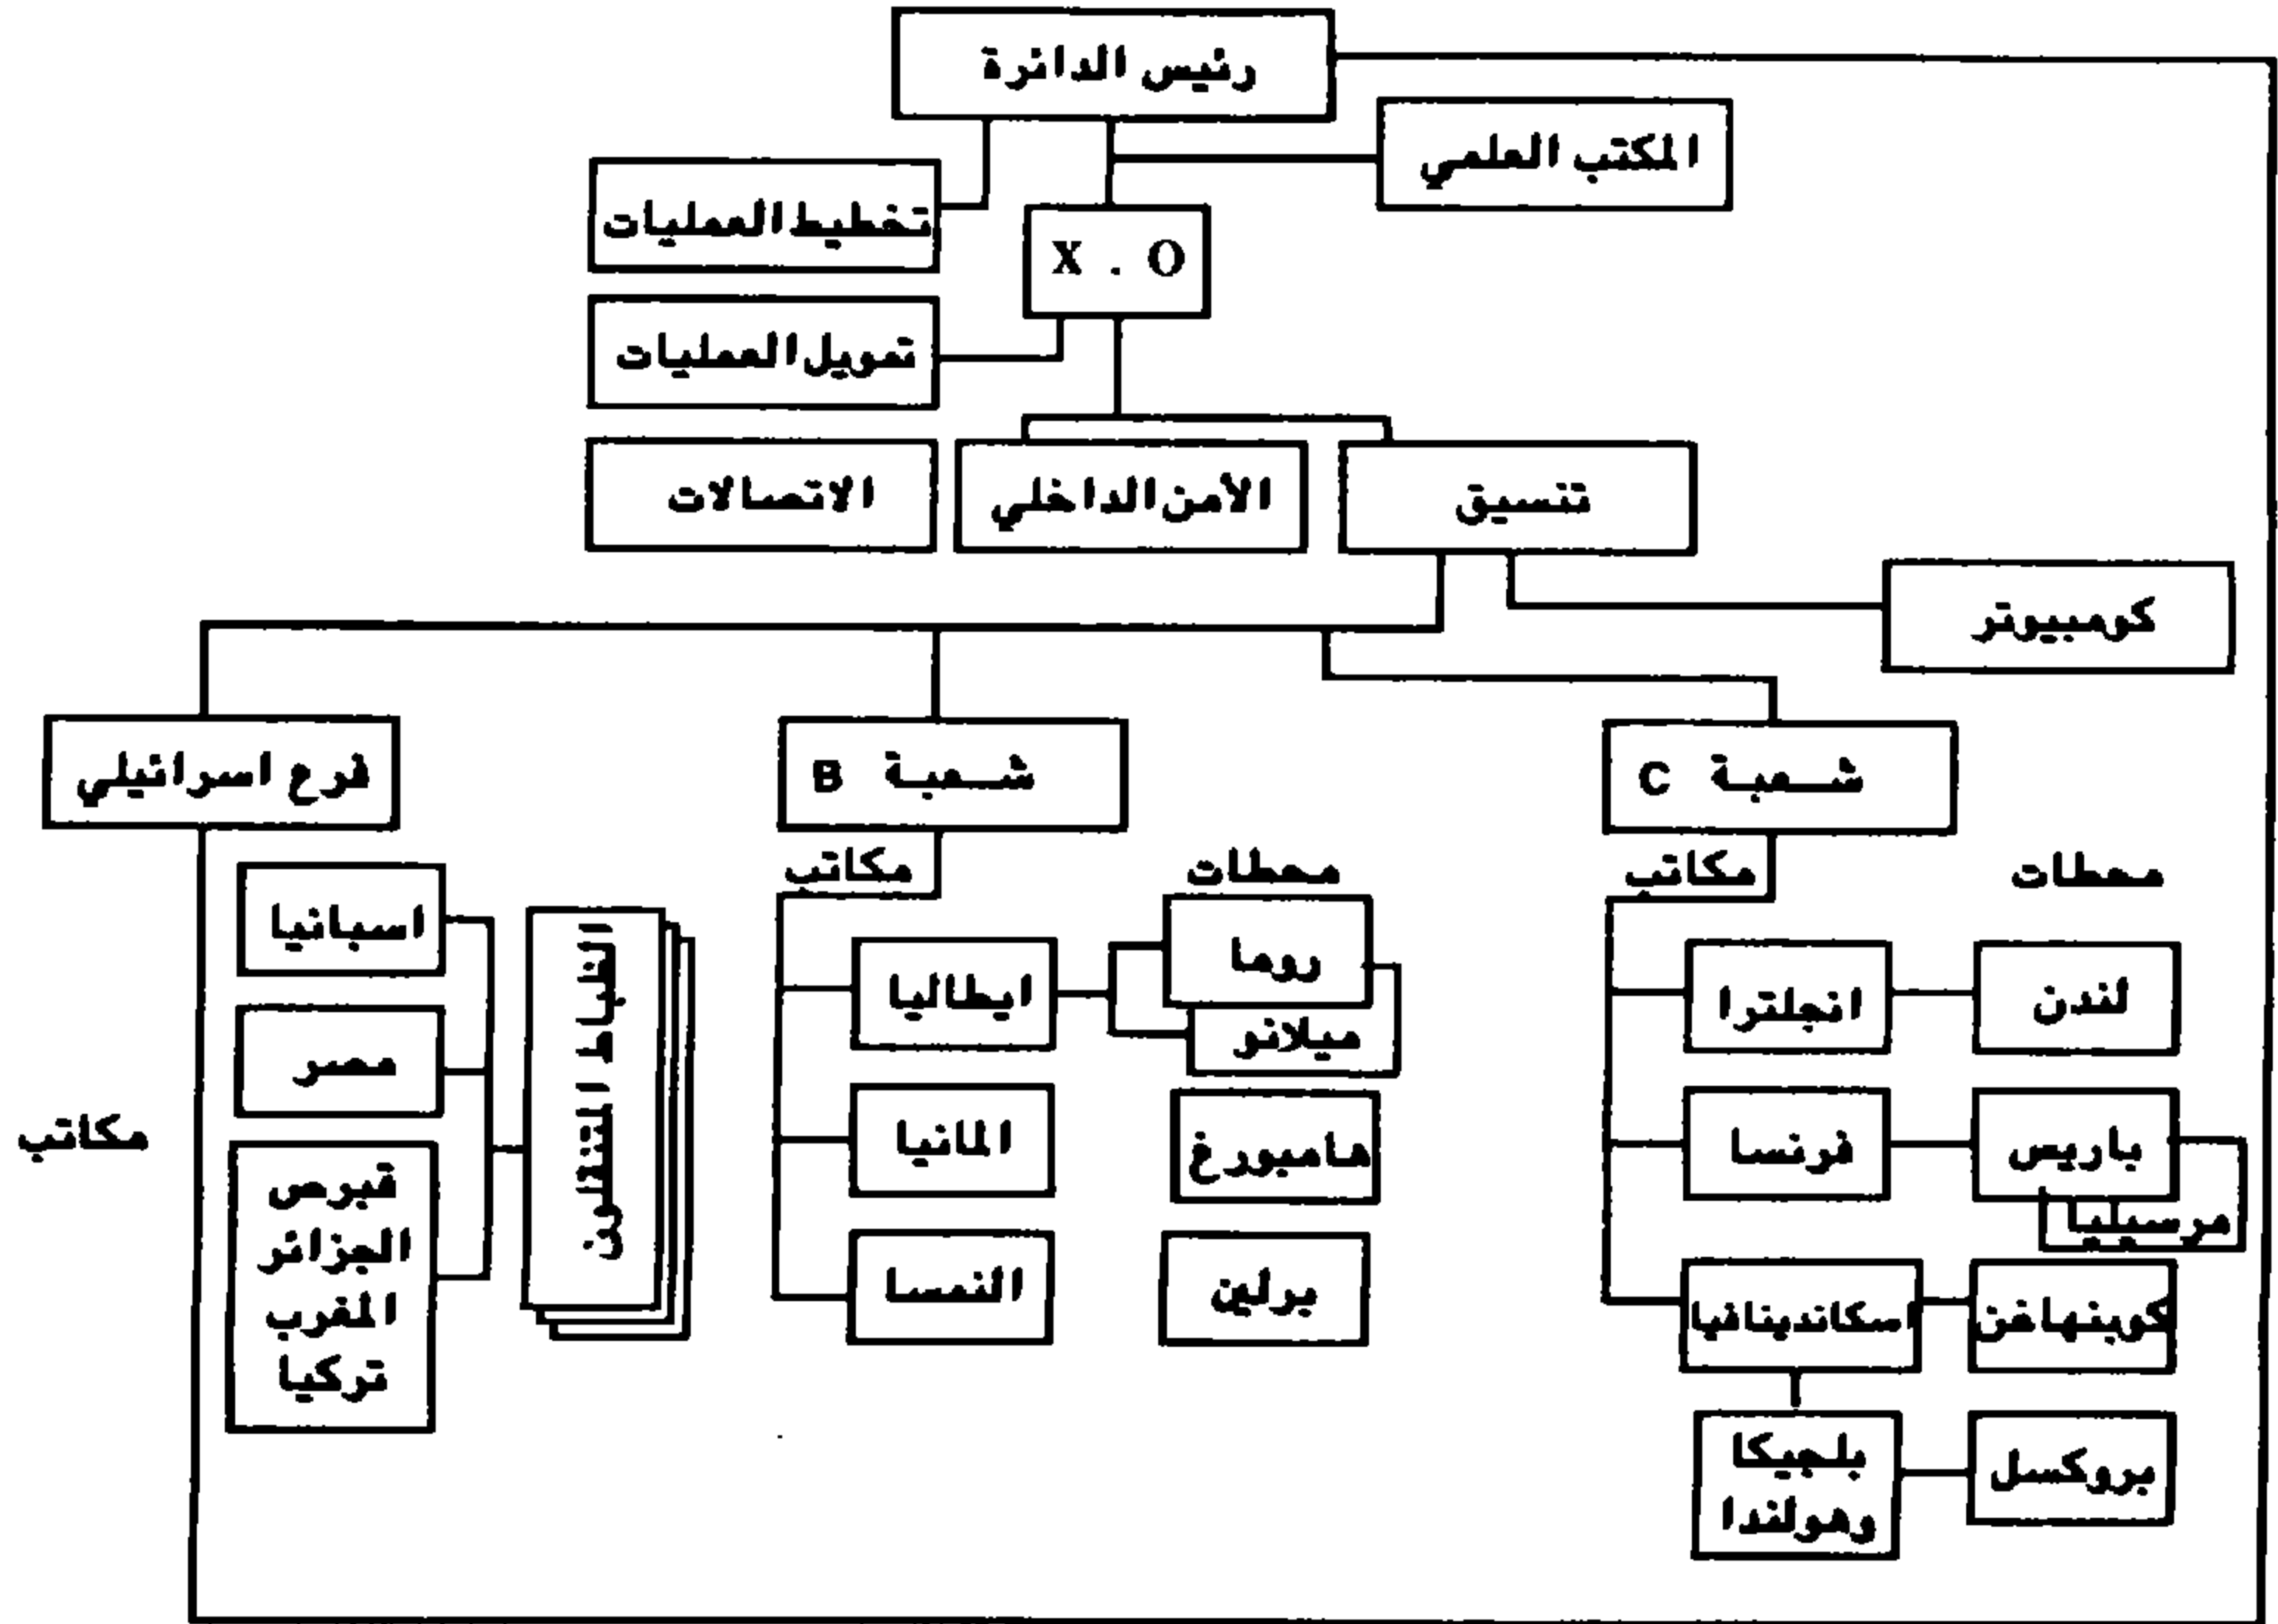 رئيس الدائرة
المكتب العلمي
تخطيط العمليات
X . O
تمويل العمليات
تنسيق
الأمن الداخلي
الاتصالات
كومبيوتر
شعبة C
شعبة B
فرع اسرائيلي
محطات
مكاتب
محطات
مكاتب
لندن
انجلترا
باريس
مرسيليا
فرنسا
كوبنهاغن
اسكاندينافيا
بروكسل
بلجيكا
وهولندا
روما
ميلانو
ايطاليا
هامبورغ
المانيا
برلين
النمسا
القواعد الثلاثون
اسبانيا
مصر
قبرص
الجزائر
المغرب
تركيا
مكاتب